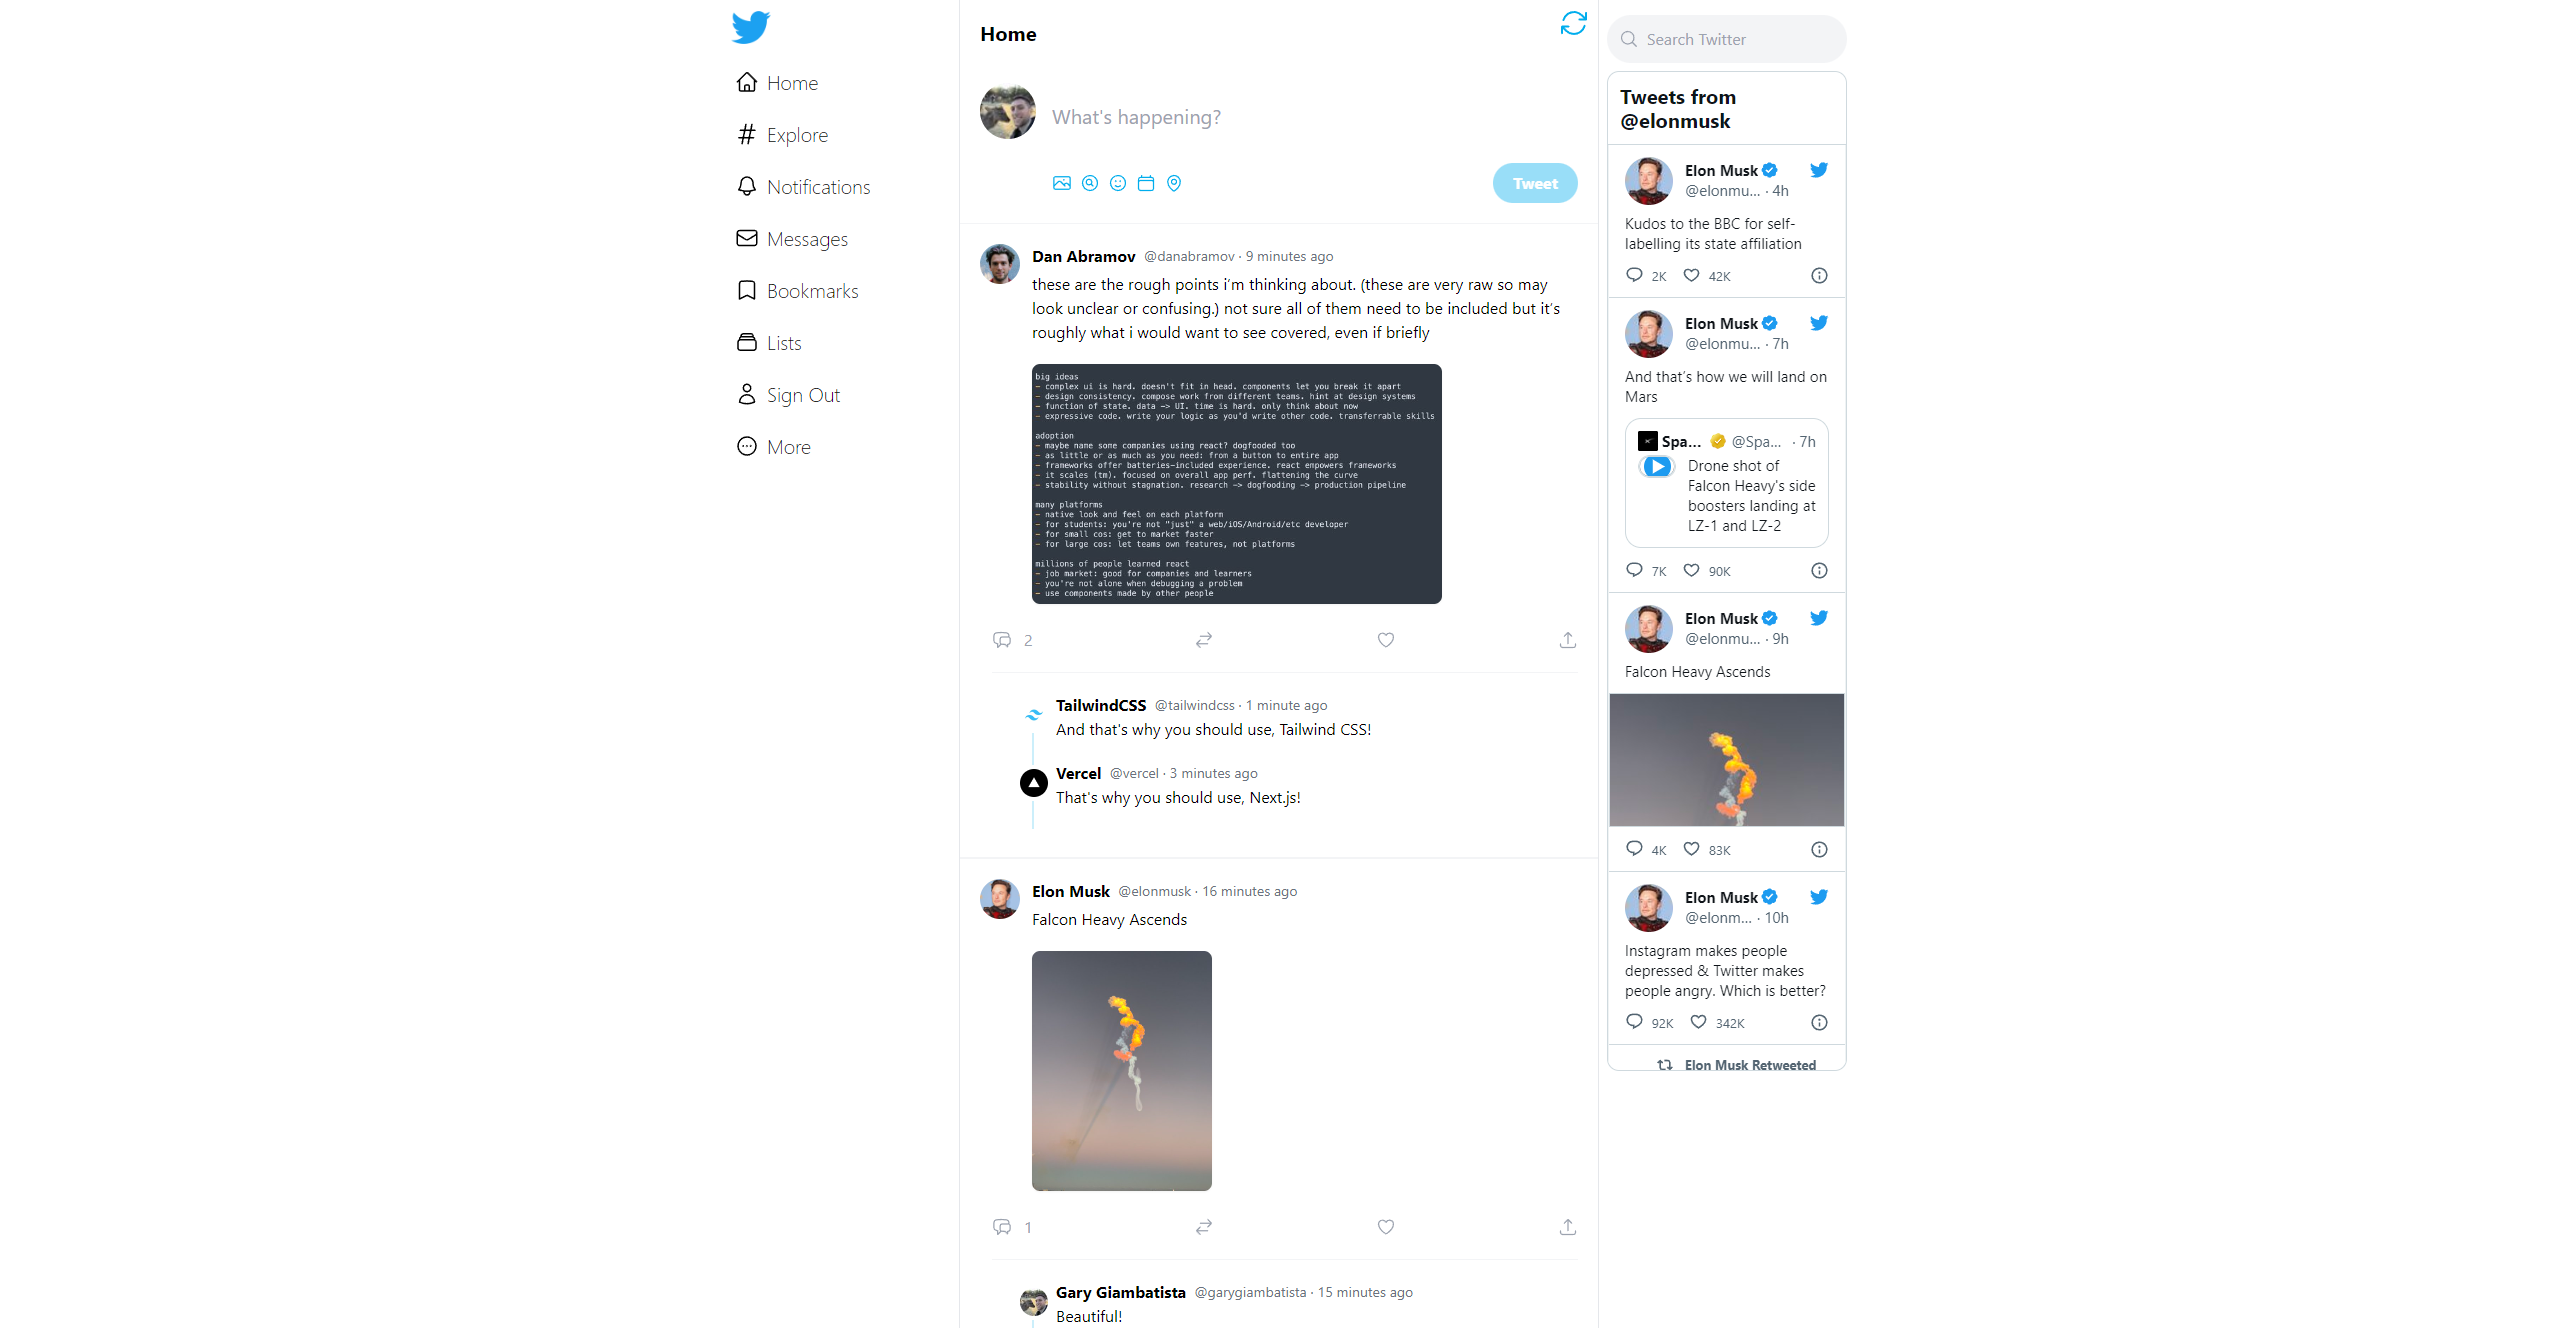 Home
Explore
Notifications
Messages
Bookmarks
Lists
Sign Out
More
Home
What's happening?
Tweet
Dan Abramov @danabramov · 9 minutes ago
these are the rough points i'm thinking about. (these are very raw so may
look unclear or confusing.) not sure all of them need to be included but it's
roughly what i would want to see covered, even if briefly
big ideas
- complex ui is hard. doesn't fit in head. components let you break it apart
- design consistency. compose work from different teams. hint at design systems
- function of state. data -> UI. time is hard. only think about now
- expressive code. write your logic as you'd write other code. transferrable skills
adoption
- maybe name some companies using react? dogfooded too
- as little or as much as you need: from a button to entire app
- frameworks offer batteries-included experience. react empowers frameworks
- it scales (tm). focused on overall app perf. flattening the curve
- stability without stagnation. research -> dogfooding -> production pipeline
many platforms
- native look and feel on each platform
- for students: you're not "just" a web/iOS/Android/etc developer
- for small cos: get to market faster
- for large cos: let teams own features, not platforms
millions of people learned react
- job market: good for companies and learners
- you're not alone when debugging a problem
- use components made by other people
2
TailwindCSS @tailwindcss · 1 minute ago
And that's why you should use, Tailwind CSS!
Vercel @vercel · 3 minutes ago
That's why you should use, Next.js!
Elon Musk @elonmusk · 16 minutes ago
Falcon Heavy Ascends
1
Gary Giambatista @garygiambatista · 15 minutes ago
Beautiful!
Search Twitter
Tweets from
@elonmusk
Elon Musk
@elonmu... · 4h
Kudos to the BBC for self-
labelling its state affiliation
2K 42K
Elon Musk
@elonmu... · 7h
And that's how we will land on
Mars
Spa... @Spa... · 7h
Drone shot of
Falcon Heavy's side
boosters landing at
LZ-1 and LZ-2
7K 90K
Elon Musk
@elonmu... · 9h
Falcon Heavy Ascends
4K 83K
Elon Musk
@elonm... · 10h
Instagram makes people
depressed & Twitter makes
people angry. Which is better?
92K 342K
Elon Musk Retweeted